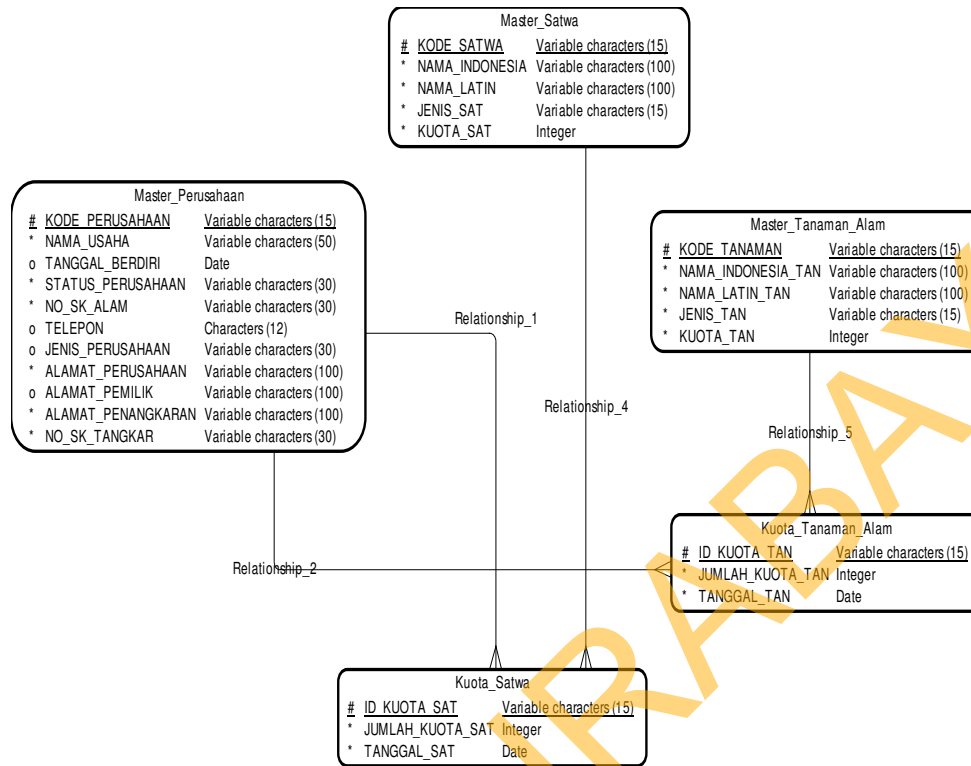 Master_Satwa
# KODE_SATWA Variable characters (15)
* NAMA_INDONESIA Variable characters (100)
* NAMA_LATIN Variable characters (100)
* JENIS_SAT Variable characters (15)
* KUOTA_SAT Integer
Master_Perusahaan
# KODE_PERUSAHAAN Variable characters (15)
* NAMA_USAHA Variable characters (50)
o TANGGAL_BERDIRI Date
* STATUS_PERUSAHAAN Variable characters (30)
* NO_SK_ALAM Variable characters (30)
o TELEPON Characters (12)
o JENIS_PERUSAHAAN Variable characters (30)
* ALAMAT_PERUSAHAAN Variable characters (100)
o ALAMAT_PEMILIK Variable characters (100)
* ALAMAT_PENANGKARAN Variable characters (100)
* NO_SK_TANGKAR Variable characters (30)
Master_Tanaman_Alam
# KODE_TANAMAN Variable characters (15)
* NAMA_INDONESIA_TAN Variable characters (100)
* NAMA_LATIN_TAN Variable characters (100)
* JENIS_TAN Variable characters (15)
* KUOTA_TAN Integer
Relationship_1
Relationship_4
Relationship_5
Kuota_Tanaman_Alam
# ID_KUOTA_TAN Variable characters (15)
* JUMLAH_KUOTA_TAN Integer
* TANGGAL_TAN Date
Relationship_2
Kuota_Satwa
# ID_KUOTA_SAT Variable characters (15)
* JUMLAH_KUOTA_SAT Integer
* TANGGAL_SAT Date